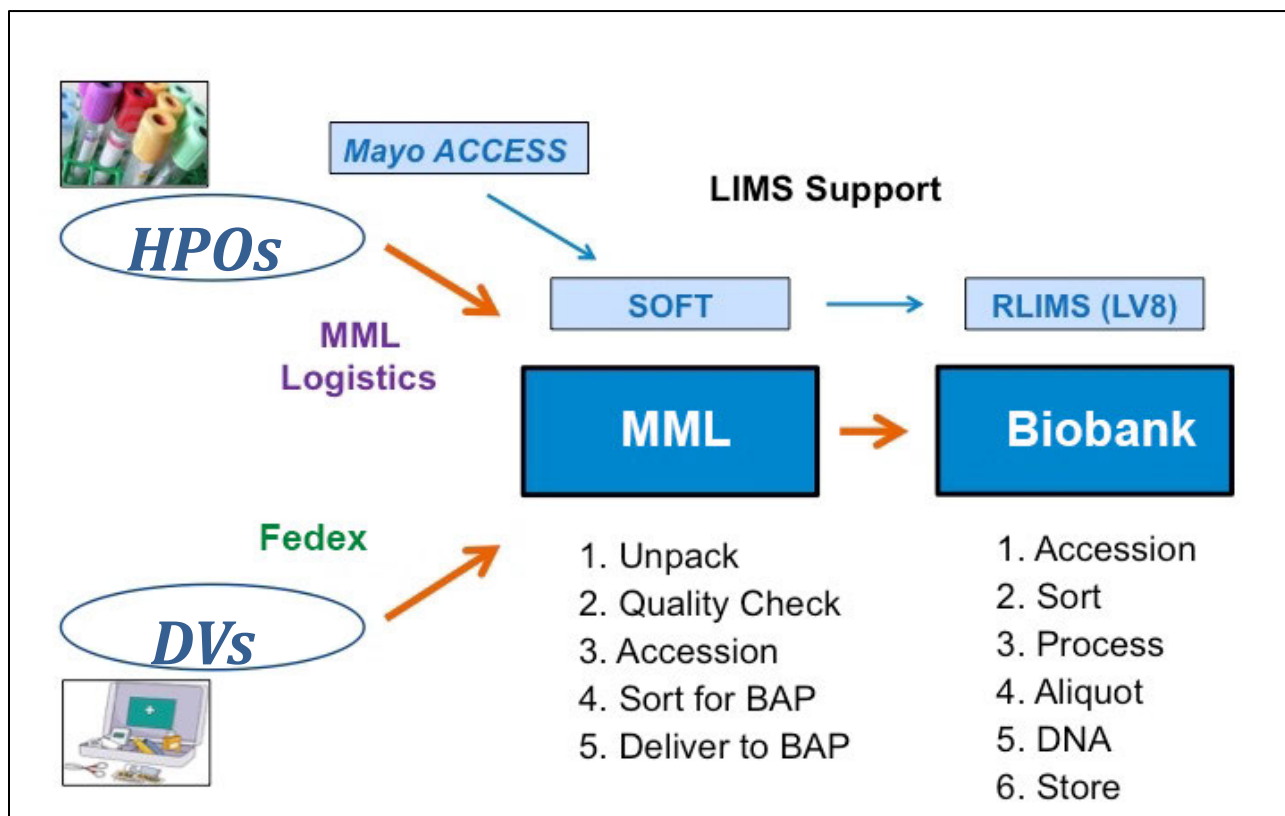 Mayo ACCESS
LIMS Support
HPOs
SOFT
RLIMS (LV8)
MML
Logistics
MML
Biobank
Fedex
DVs
1. Unpack
2. Quality Check
3. Accession
4. Sort for BAP
5. Deliver to BAP
1. Accession
2. Sort
3. Process
4. Aliquot
5. DNA
6. Store